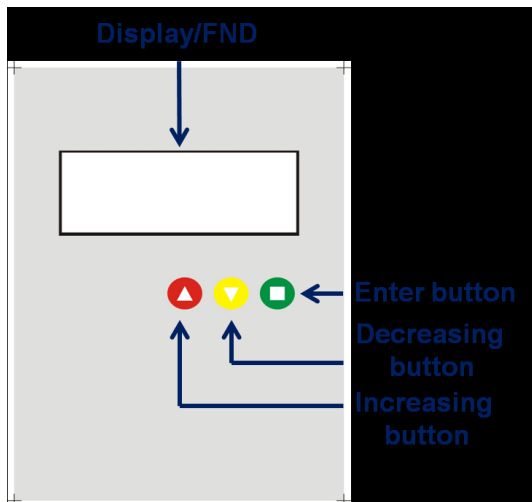 Display/FND
Enter button
Decreasing
button
Increasing
button